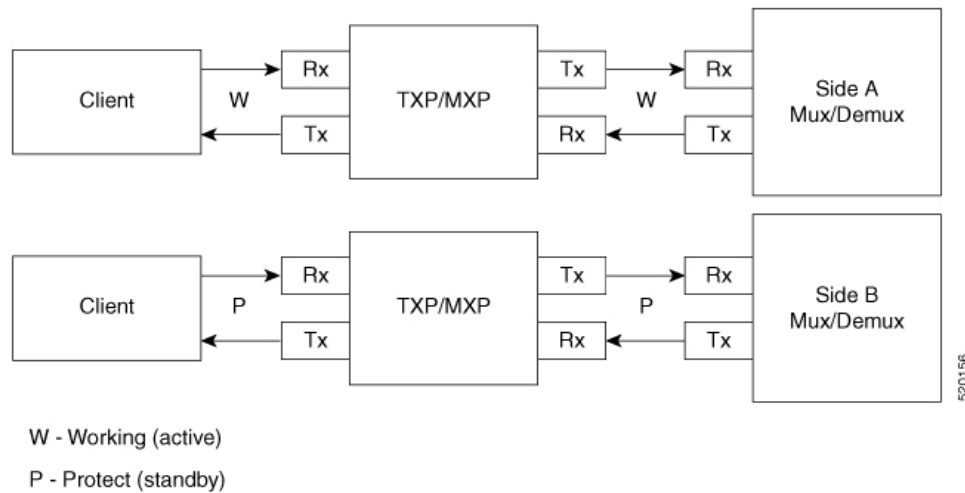 Client
W
Rx
Tx
TXP/MXP
Tx
Rx
W
Rx
Tx
Side A
Mux/Demux
Client
P
Rx
Tx
TXP/MXP
Tx
Rx
P
Rx
Tx
Side B
Mux/Demux
520156
W - Working (active)
P - Protect (standby)